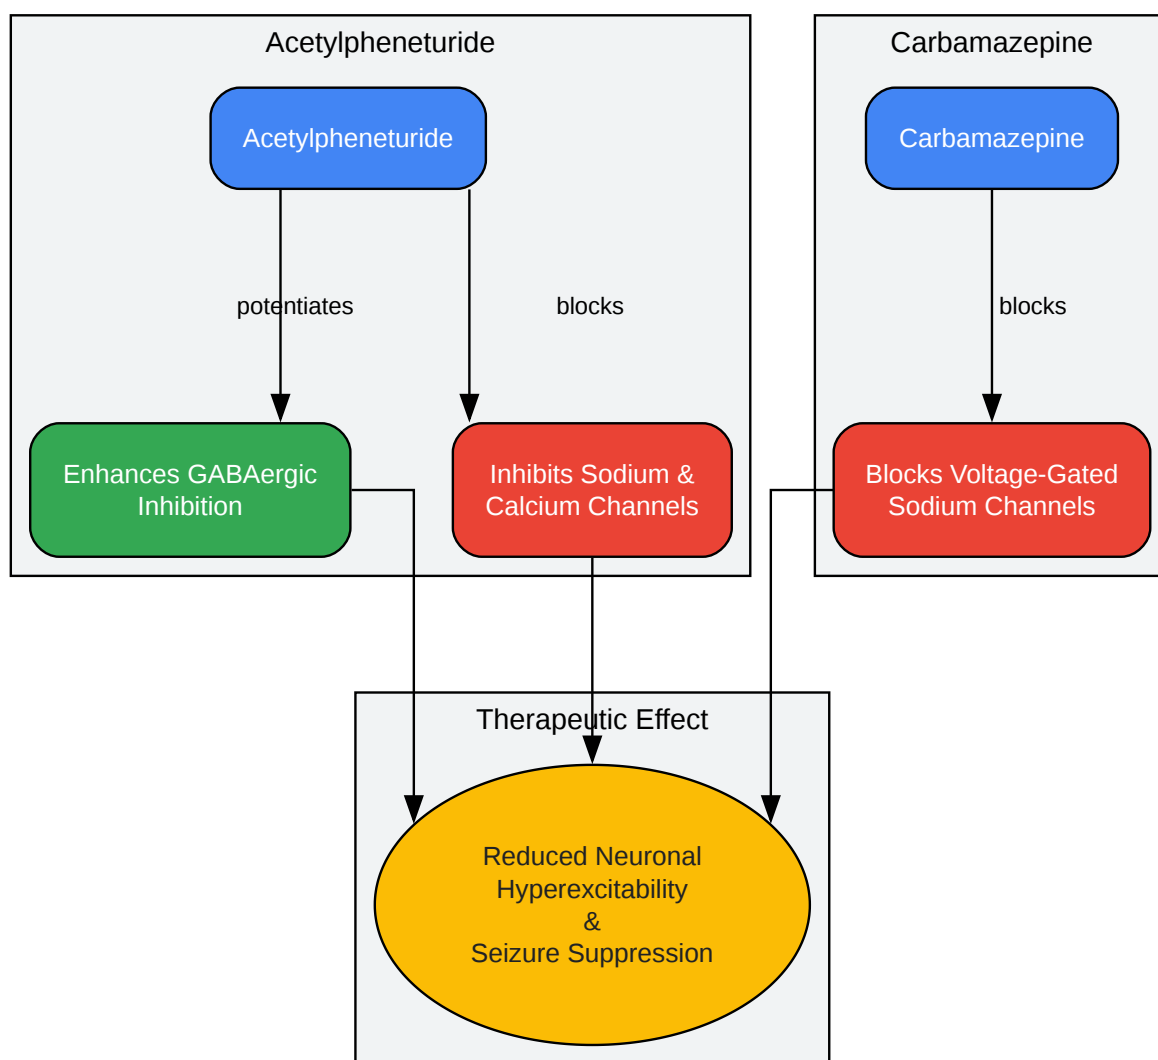 Acetylpheneturide
Carbamazepine
Acetylpheneturide
Carbamazepine
potentiates
blocks
blocks
Enhances GABAergic
Inhibition
Inhibits Sodium &
Calcium Channels
Blocks Voltage-Gated
Sodium Channels
Therapeutic Effect
Reduced Neuronal
Hyperexcitability
&
Seizure Suppression